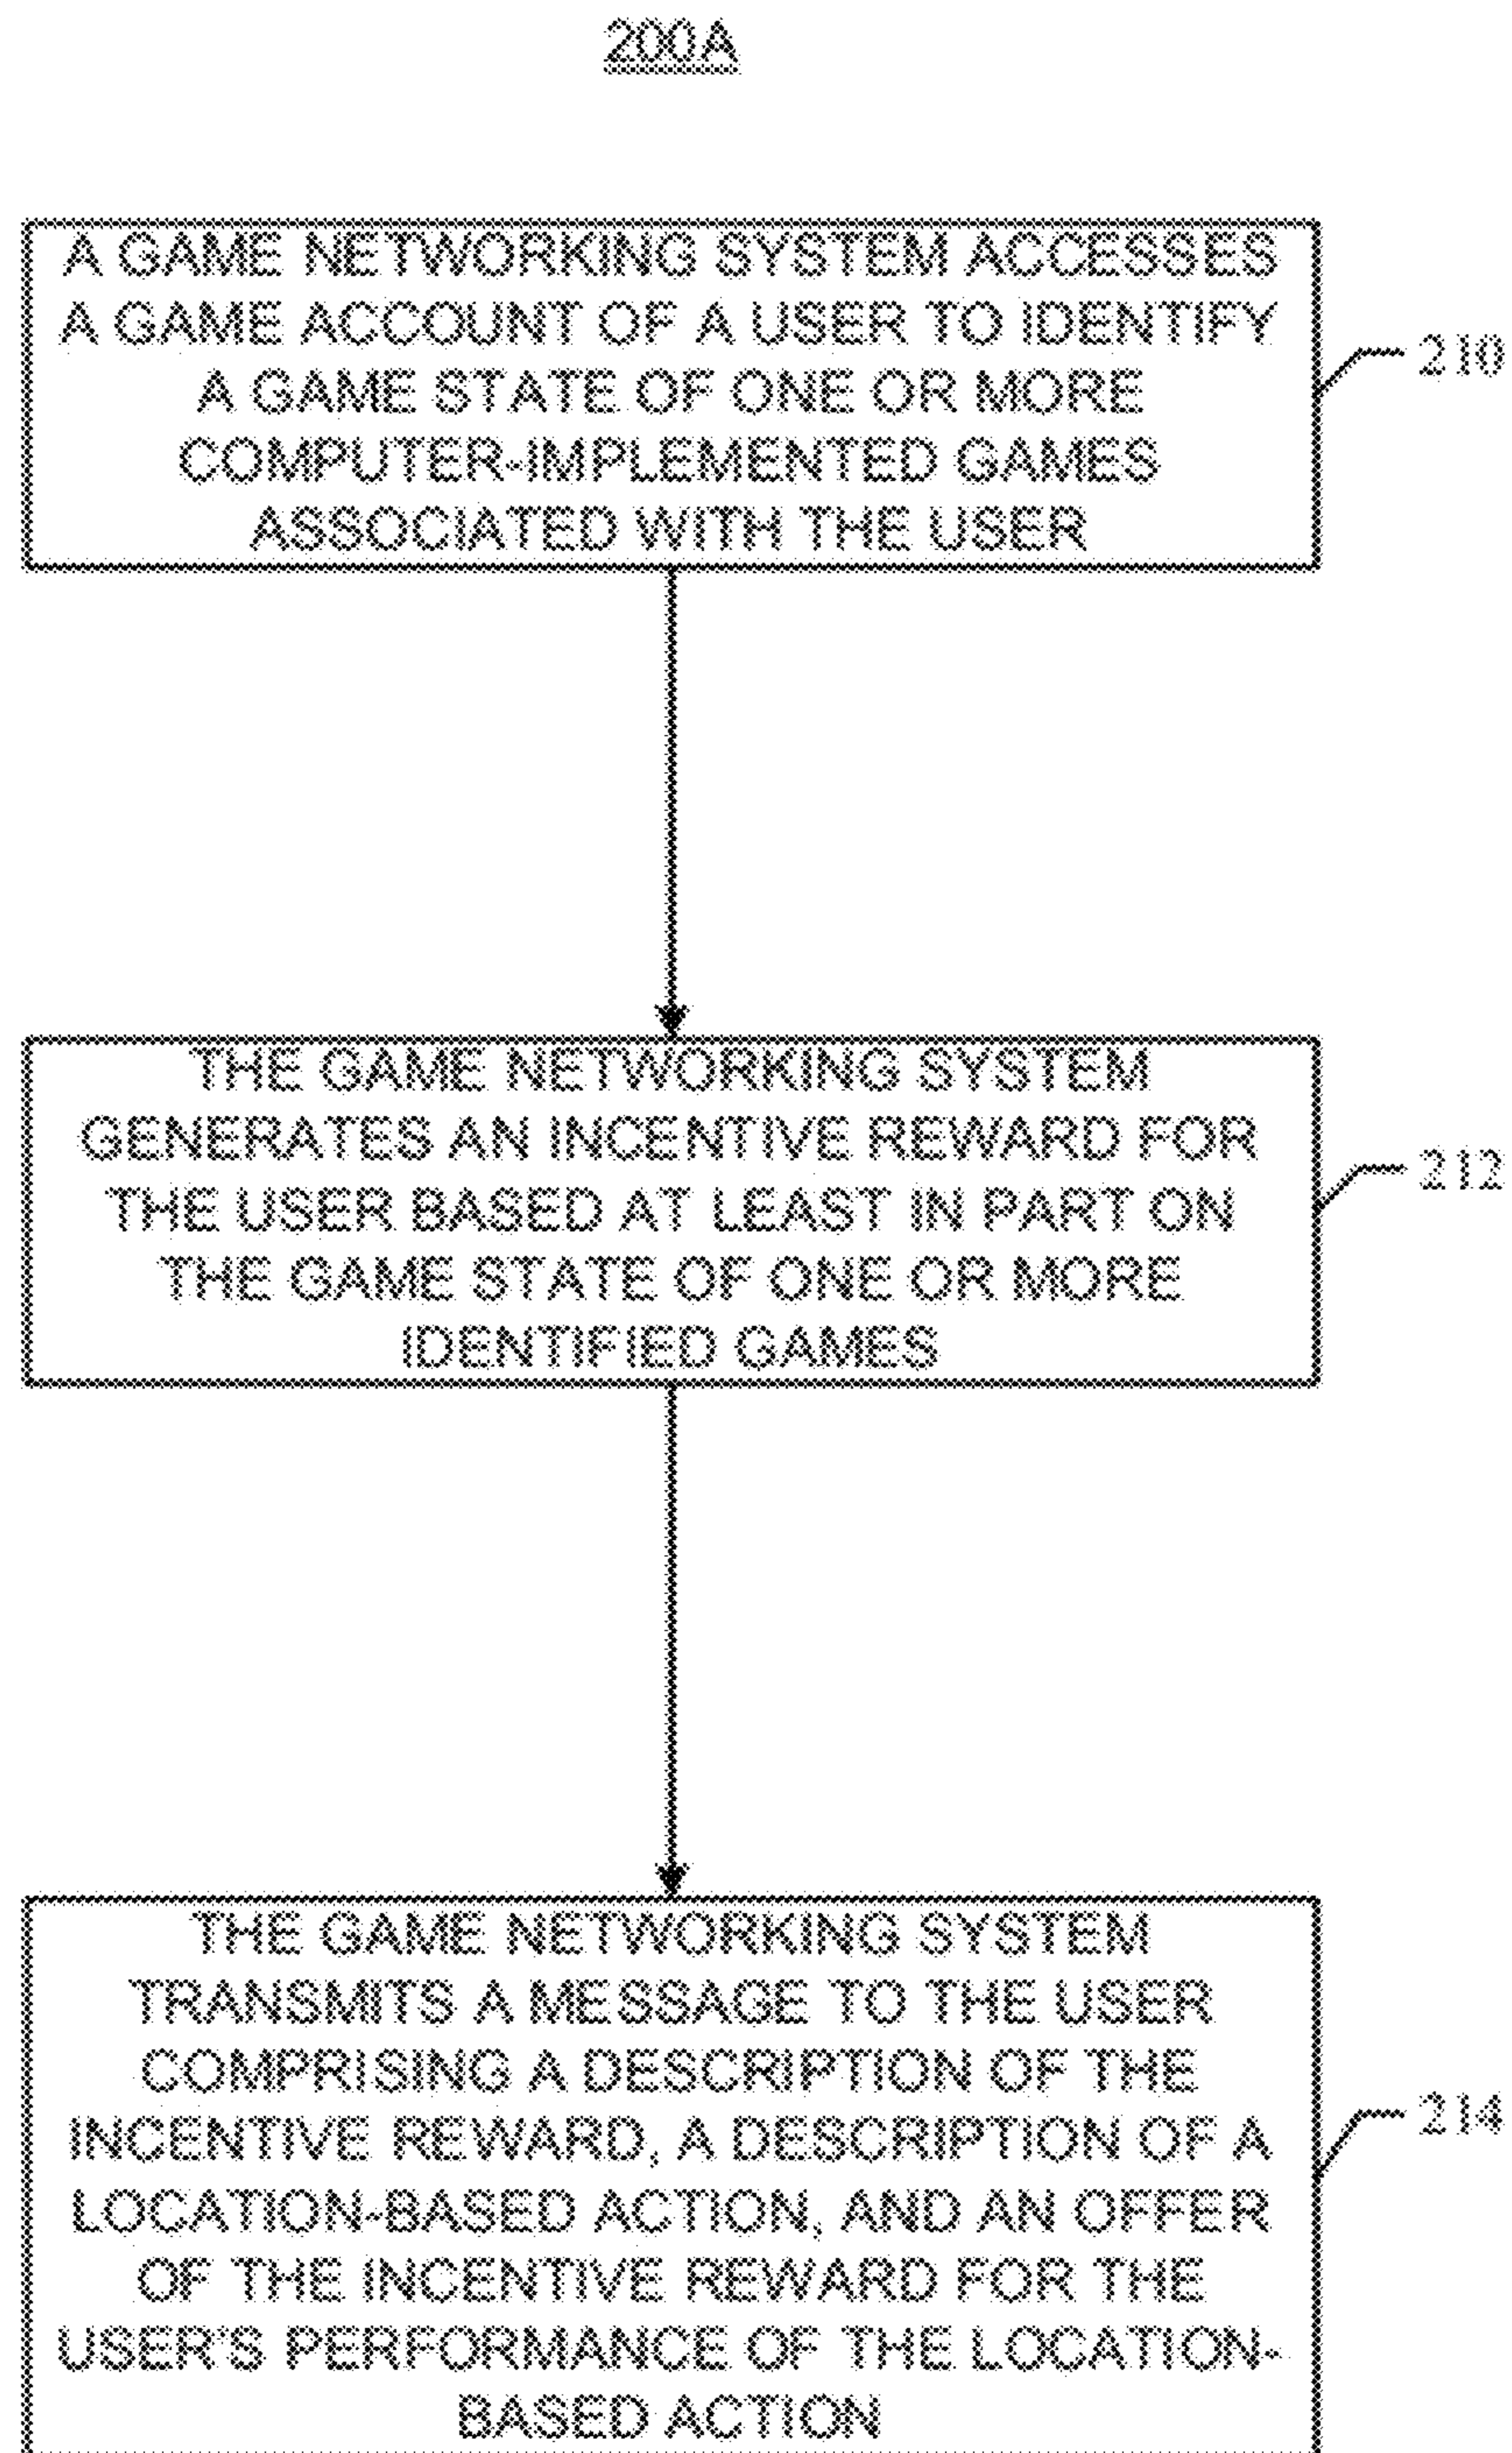 200A
A GAME NETWORKING SYSTEM ACCESSES
A GAME ACCOUNT OF A USER TO IDENTIFY
A GAME STATE OF ONE OR MORE
COMPUTER-IMPLEMENTED GAMES
ASSOCIATED WITH THE USER
210
THE GAME NETWORKING SYSTEM
GENERATES AN INCENTIVE REWARD FOR
THE USER BASED AT LEAST IN PART ON
THE GAME STATE OF ONE OR MORE
IDENTIFIED GAMES
212
THE GAME NETWORKING SYSTEM
TRANSMITS A MESSAGE TO THE USER
COMPRISING A DESCRIPTION OF THE
INCENTIVE REWARD, A DESCRIPTION OF A
LOCATION-BASED ACTION, AND AN OFFER
OF THE INCENTIVE REWARD FOR THE
USER'S PERFORMANCE OF THE LOCATION-
BASED ACTION
214